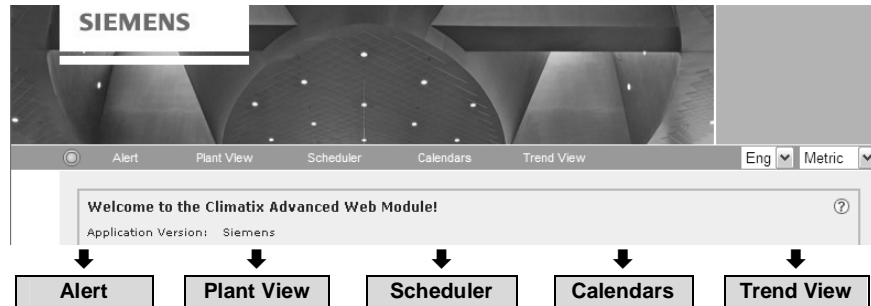 SIEMENS
Alert Plant View Scheduler Calendars Trend View Eng Metric
Welcome to the Climatix Advanced Web Module!
?
Application Version: Siemens
Alert Plant View Scheduler Calendars Trend View